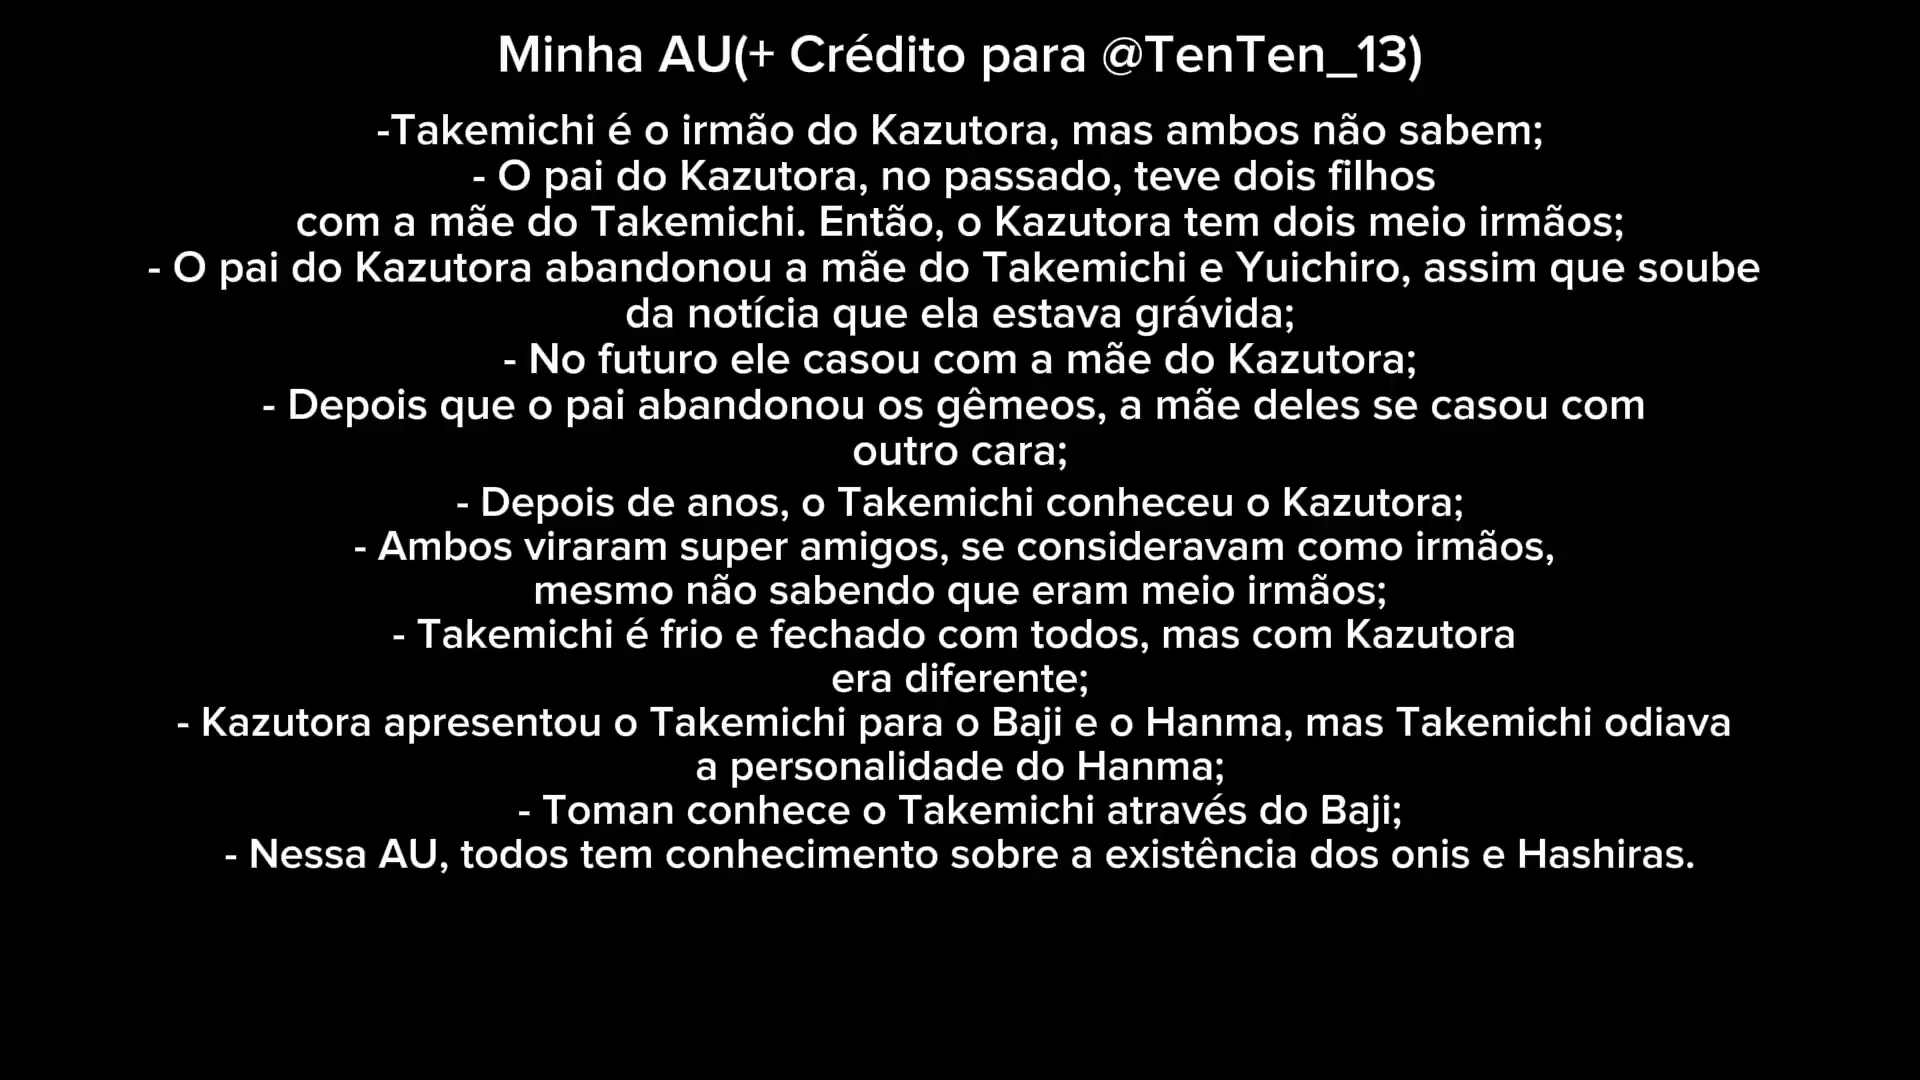 Minha AU(+ Crédito para @TenTen_13)
-Takemichi é o irmão do Kazutora, mas ambos não sabem;
- O pai do Kazutora, no passado, teve dois filhos
com a mãe do Takemichi. Então, o Kazutora tem dois meio irmãos;
- O pai do Kazutora abandonou a mãe do Takemichi e Yuichiro, assim que soube
da notícia que ela estava grávida;
- No futuro ele casou com a mãe do Kazutora;
- Depois que o pai abandonou os gêmeos, a mãe deles se casou com
outro cara;
- Depois de anos, o Takemichi conheceu o Kazutora;
- Ambos viraram super amigos, se consideravam como irmãos,
mesmo não sabendo que eram meio irmãos;
- Takemichi é frio e fechado com todos, mas com Kazutora
era diferente;
- Kazutora apresentou o Takemichi para o Baji e o Hanma, mas Takemichi odiava
a personalidade do Hanma;
- Toman conhece o Takemichi através do Baji;
- Nessa AU, todos tem conhecimento sobre a existência dos onis e Hashiras.